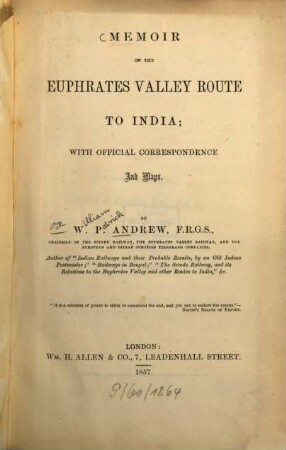 MEMOIR
ON THE
EUPHRATES VALLEY ROUTE
TO INDIA;
WITH OFFICIAL CORRESPONDENCE
And Maps.
BY
W. P. ANDREW, F.R.G.S.,
CHAIRMAN OF THE SCINDE RAILWAY, THE EUPHRATES VALLEY RAILWAY, AND THE
EUROPEAN AND INDIAN JUNCTION TELEGRAPH COMPANIES.
Author of "Indian Railways and their Probable Results, by an Old Indian
Postmaster;" "Railways in Bengal;" "The Scinde Railway, and its
Relations to the Euphrates Valley and other Routes to India," &c.
"It is a mistake of power to think to command the end, and yet not to endure the means."—
BACON'S ESSAYS OF EMPIRE.
LONDON:
WM. H. ALLEN & CO., 7, LEADENHALL STREET.
1857.
9/60/1264